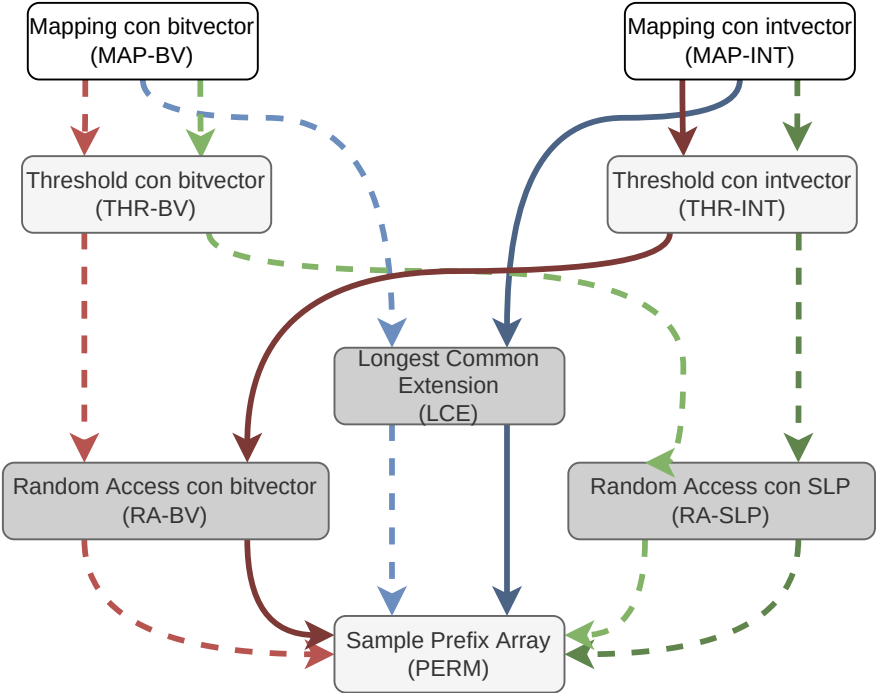 Mapping con bitvector
(MAP-BV)
Mapping con intvector
(MAP-INT)
Threshold con bitvector
(THR-BV)
Threshold con intvector
(THR-INT)
Longest Common
Extension
(LCE)
Random Access con bitvector
(RA-BV)
Random Access con SLP
(RA-SLP)
Sample Prefix Array
(PERM)